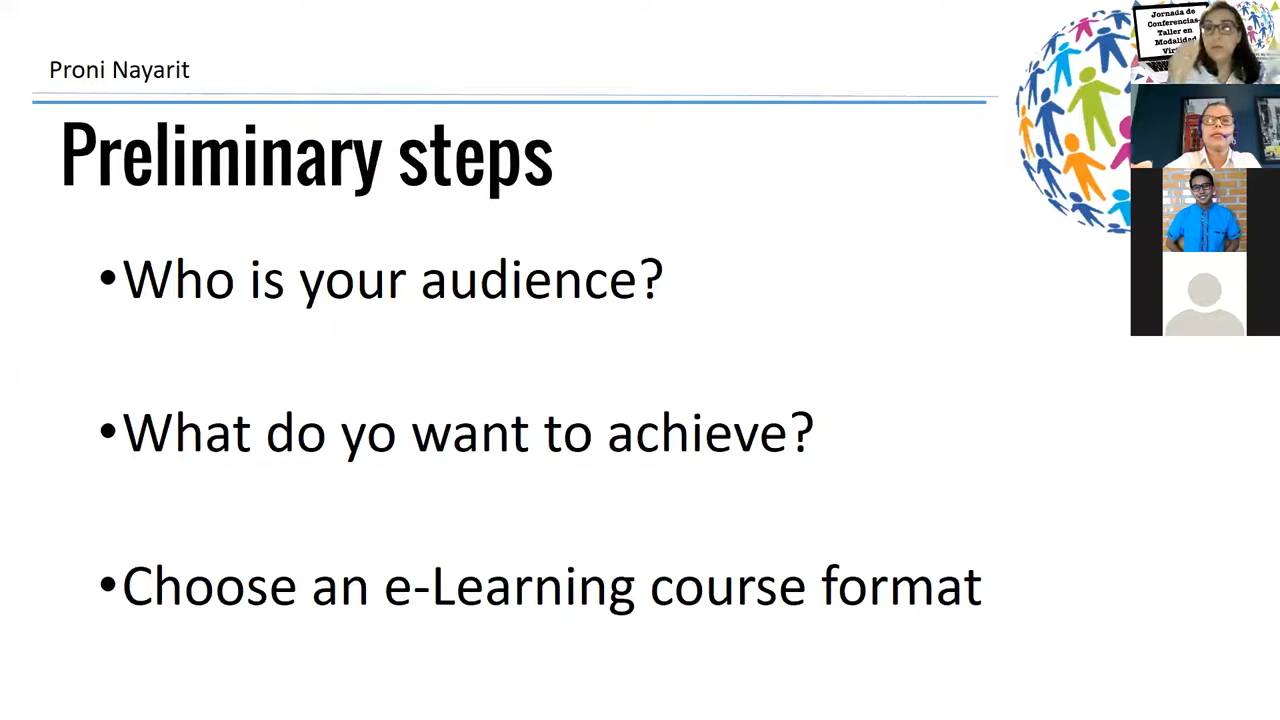 Proni Nayarit
Preliminary steps
•Who is your audience?
•What do yo want to achieve?
•Choose an e-Learning course format
Jornada de
Conferencias-
Taller en
Modalidad